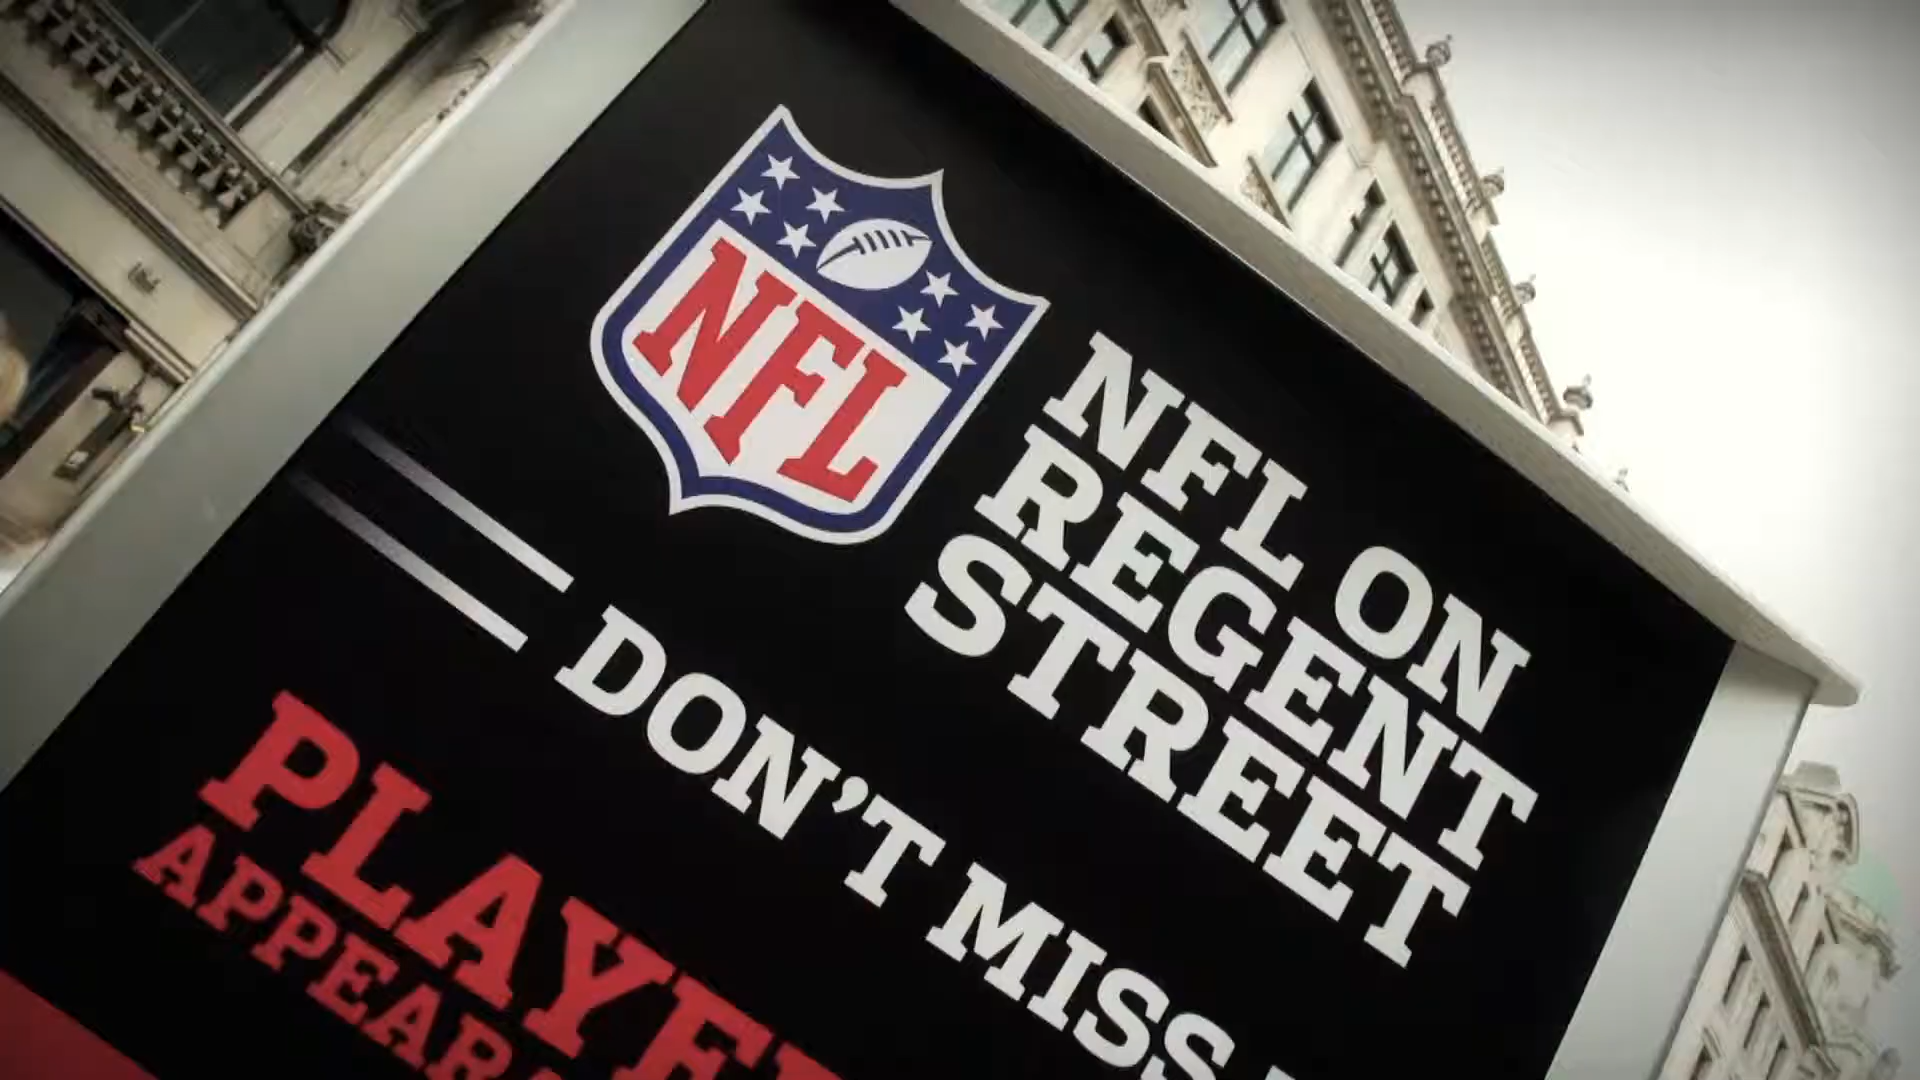 NFL
NFL ON
REGENT
STREET
DON'T MISS
PLAYE
APPEAR